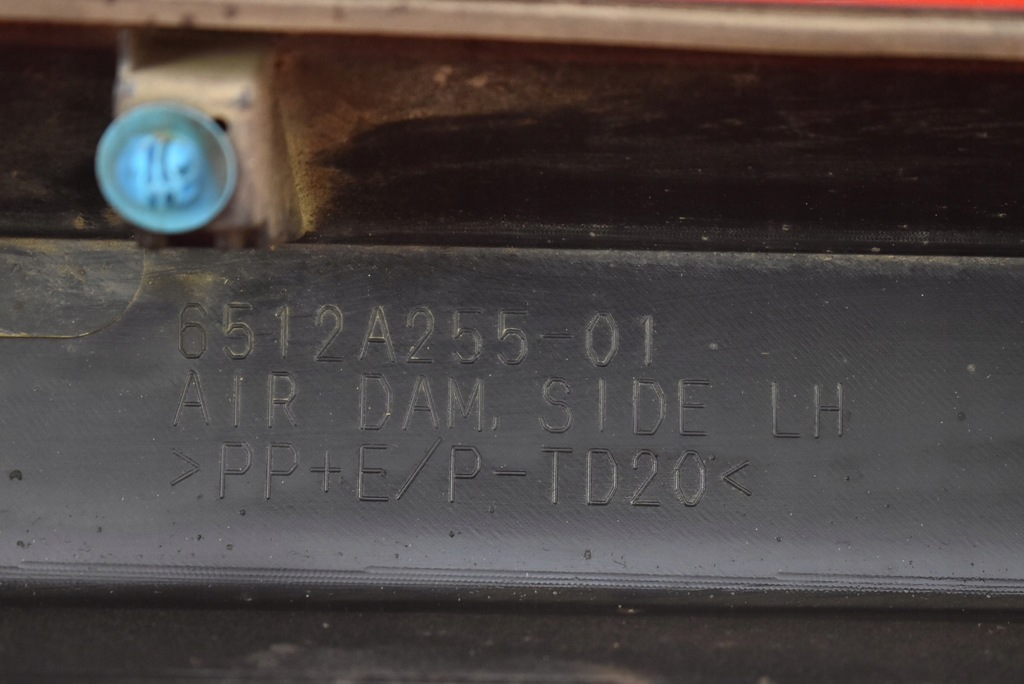 6512A255-01
AIR DAM, SIDE LH
>PP+E/P-TD20<